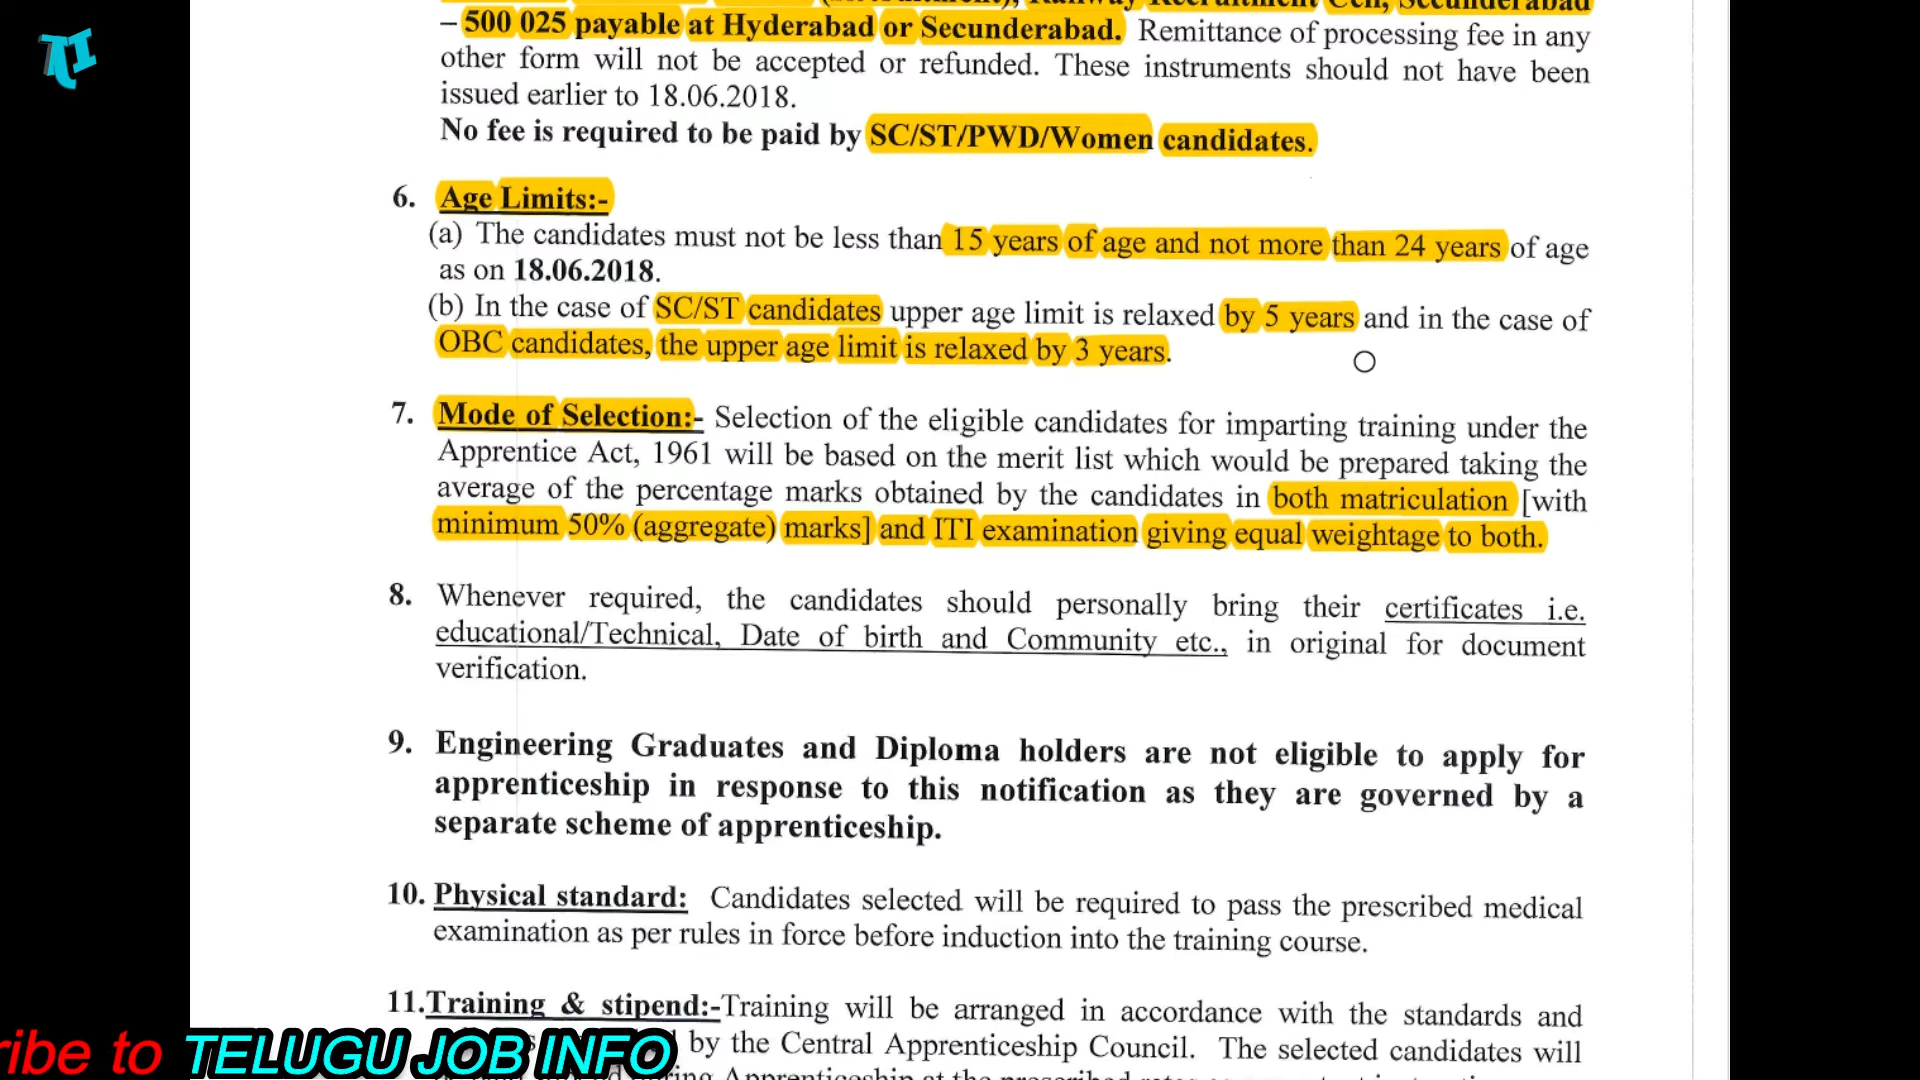 Railway Recruitment Cell, Secunderabad
– 500 025 payable at Hyderabad or Secunderabad. Remittance of processing fee in any
other form will not be accepted or refunded. These instruments should not have been
issued earlier to 18.06.2018.
No fee is required to be paid by SC/ST/PWD/Women candidates.
6. Age Limits:-
(a) The candidates must not be less than 15 years of age and not more than 24 years of age
as on 18.06.2018.
(b) In the case of SC/ST candidates upper age limit is relaxed by 5 years and in the case of
OBC candidates, the upper age limit is relaxed by 3 years.
7. Mode of Selection:- Selection of the eligible candidates for imparting training under the
Apprentice Act, 1961 will be based on the merit list which would be prepared taking the
average of the percentage marks obtained by the candidates in both matriculation [with
minimum 50% (aggregate) marks] and ITI examination giving equal weightage to both.
8. Whenever required, the candidates should personally bring their certificates i.e.
educational/Technical, Date of birth and Community etc., in original for document
verification.
9. Engineering Graduates and Diploma holders are not eligible to apply for
apprenticeship in response to this notification as they are governed by a
separate scheme of apprenticeship.
10. Physical standard: Candidates selected will be required to pass the prescribed medical
examination as per rules in force before induction into the training course.
11.Training & stipend:-Training will be arranged in accordance with the standards and
by the Central Apprenticeship Council. The selected candidates will
ribe to TELUGU JOB INFO